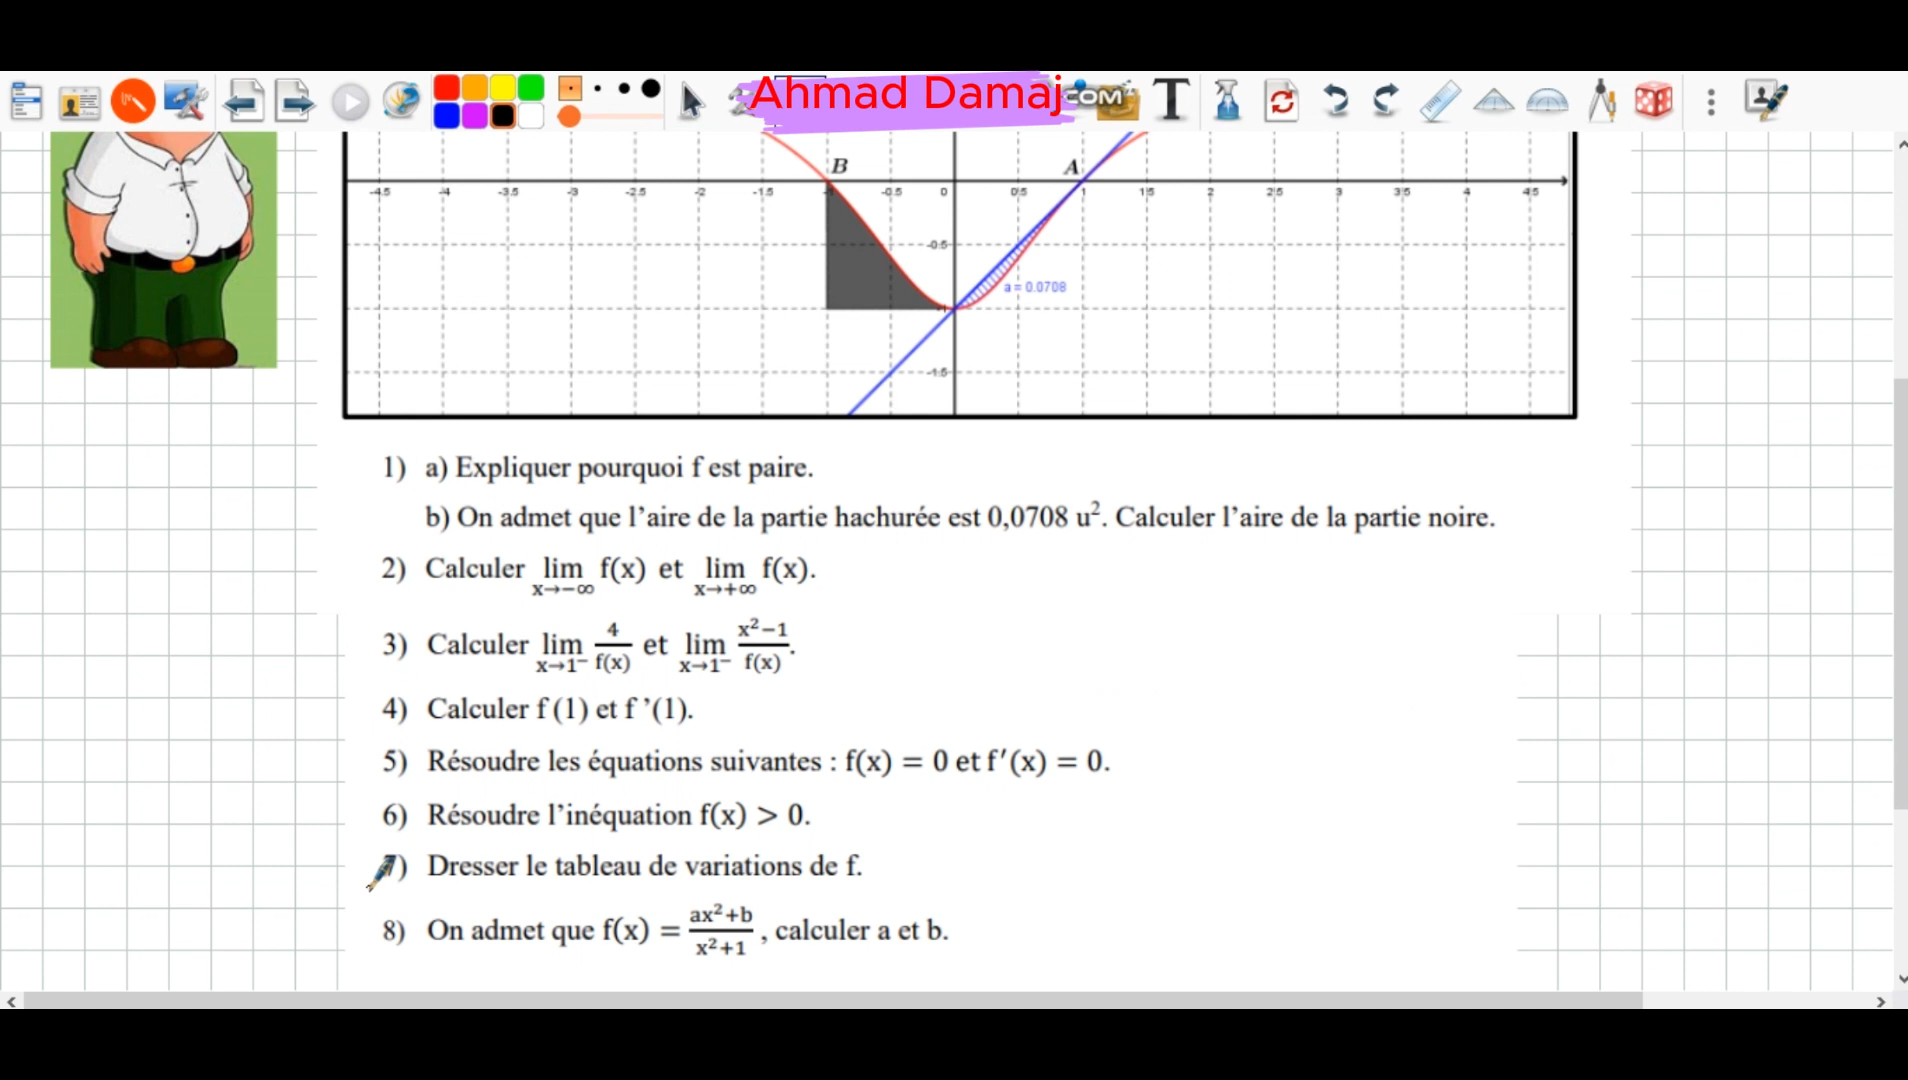 Ahmad Damaj
COM
T
B
A
-4.5 -4 -3.5 -3 -2.5 -2 -1.5 -1 -0.5 0 0.5 1 1.5 2 2.5 3 3.5 4 4.5
-0.5
a = 0.0708
-1
-1.5
1) a) Expliquer pourquoi f est paire.
b) On admet que l’aire de la partie hachurée est 0,0708 u². Calculer l’aire de la partie noire.
2) Calculer lim x→−∞ f(x) et lim x→+∞ f(x).
3) Calculer lim x→1⁻ 4/f(x) et lim x→1⁻ x²−1/f(x).
4) Calculer f (1) et f ’(1).
5) Résoudre les équations suivantes : f(x) = 0 et f′(x) = 0.
6) Résoudre l’inéquation f(x) > 0.
7) Dresser le tableau de variations de f.
8) On admet que f(x) = ax²+b/x²+1 , calculer a et b.